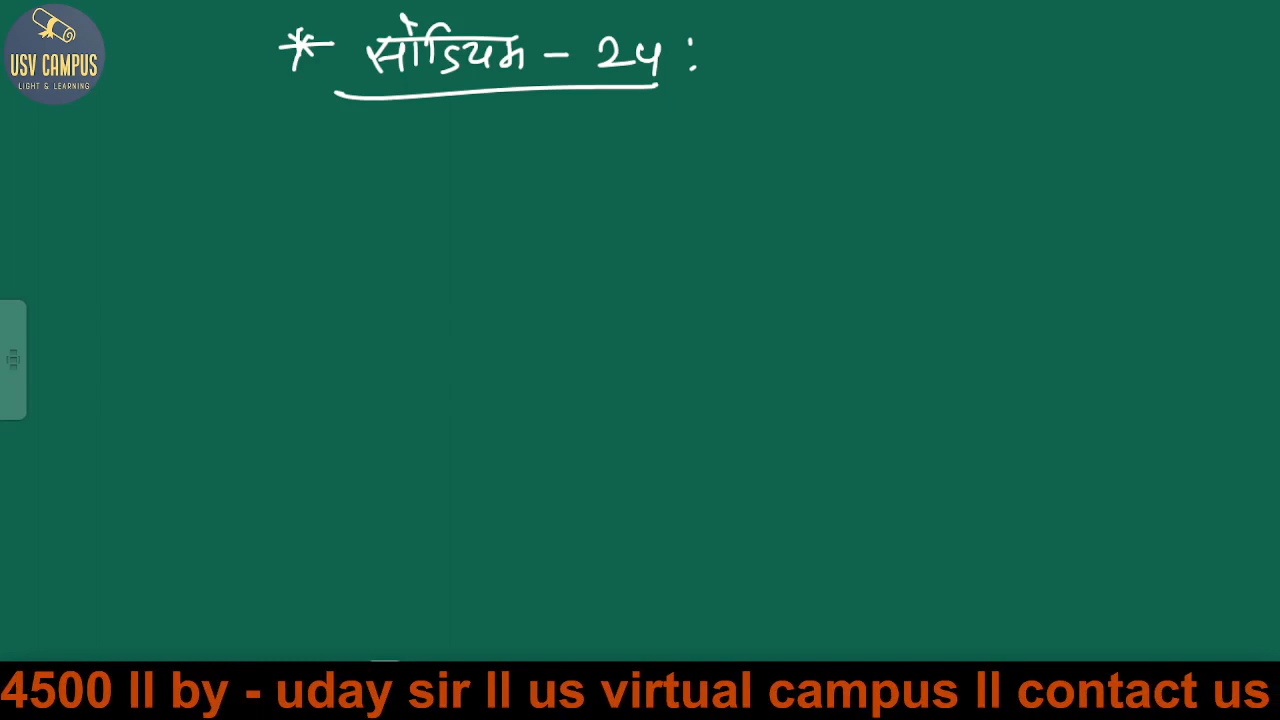 USV CAMPUS
LIGHT & LEARNING
* सोडियम - 24 :
4500 ll by - uday sir ll us virtual campus ll contact us